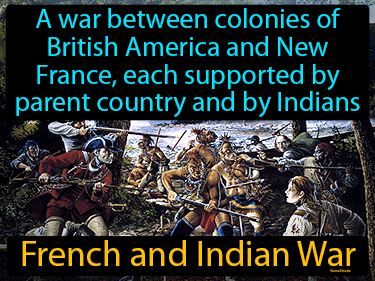 A war between colonies of
British America and New
France, each supported by
parent country and by Indians
French and Indian War
GameSmartz